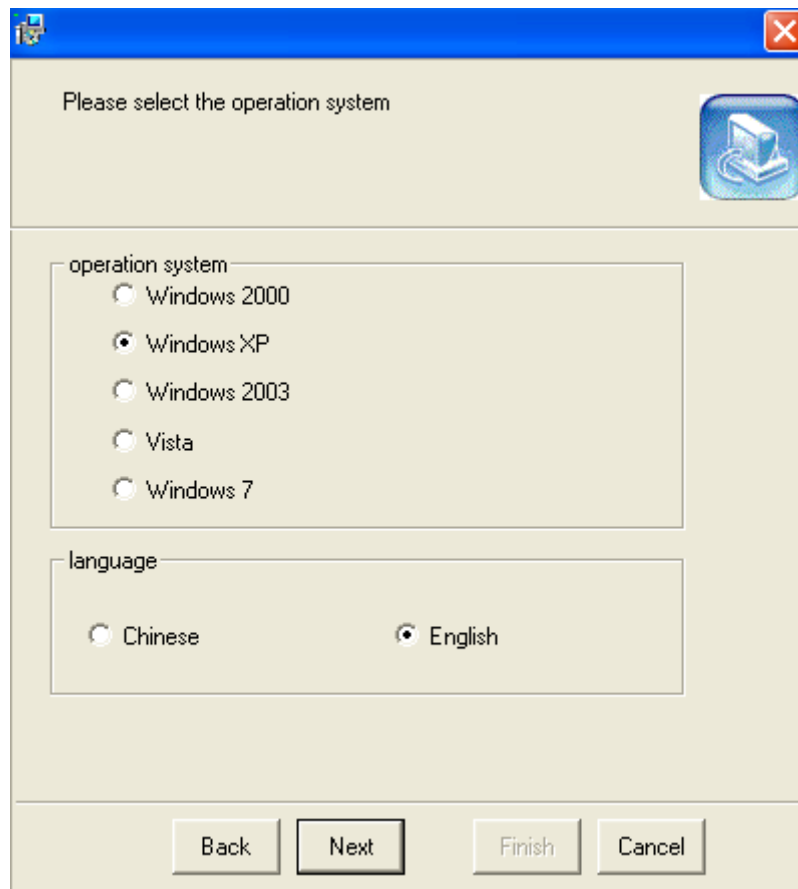 Please select the operation system
operation system
Windows 2000
Windows XP
Windows 2003
Vista
Windows 7
language
Chinese English
Back Next Finish Cancel